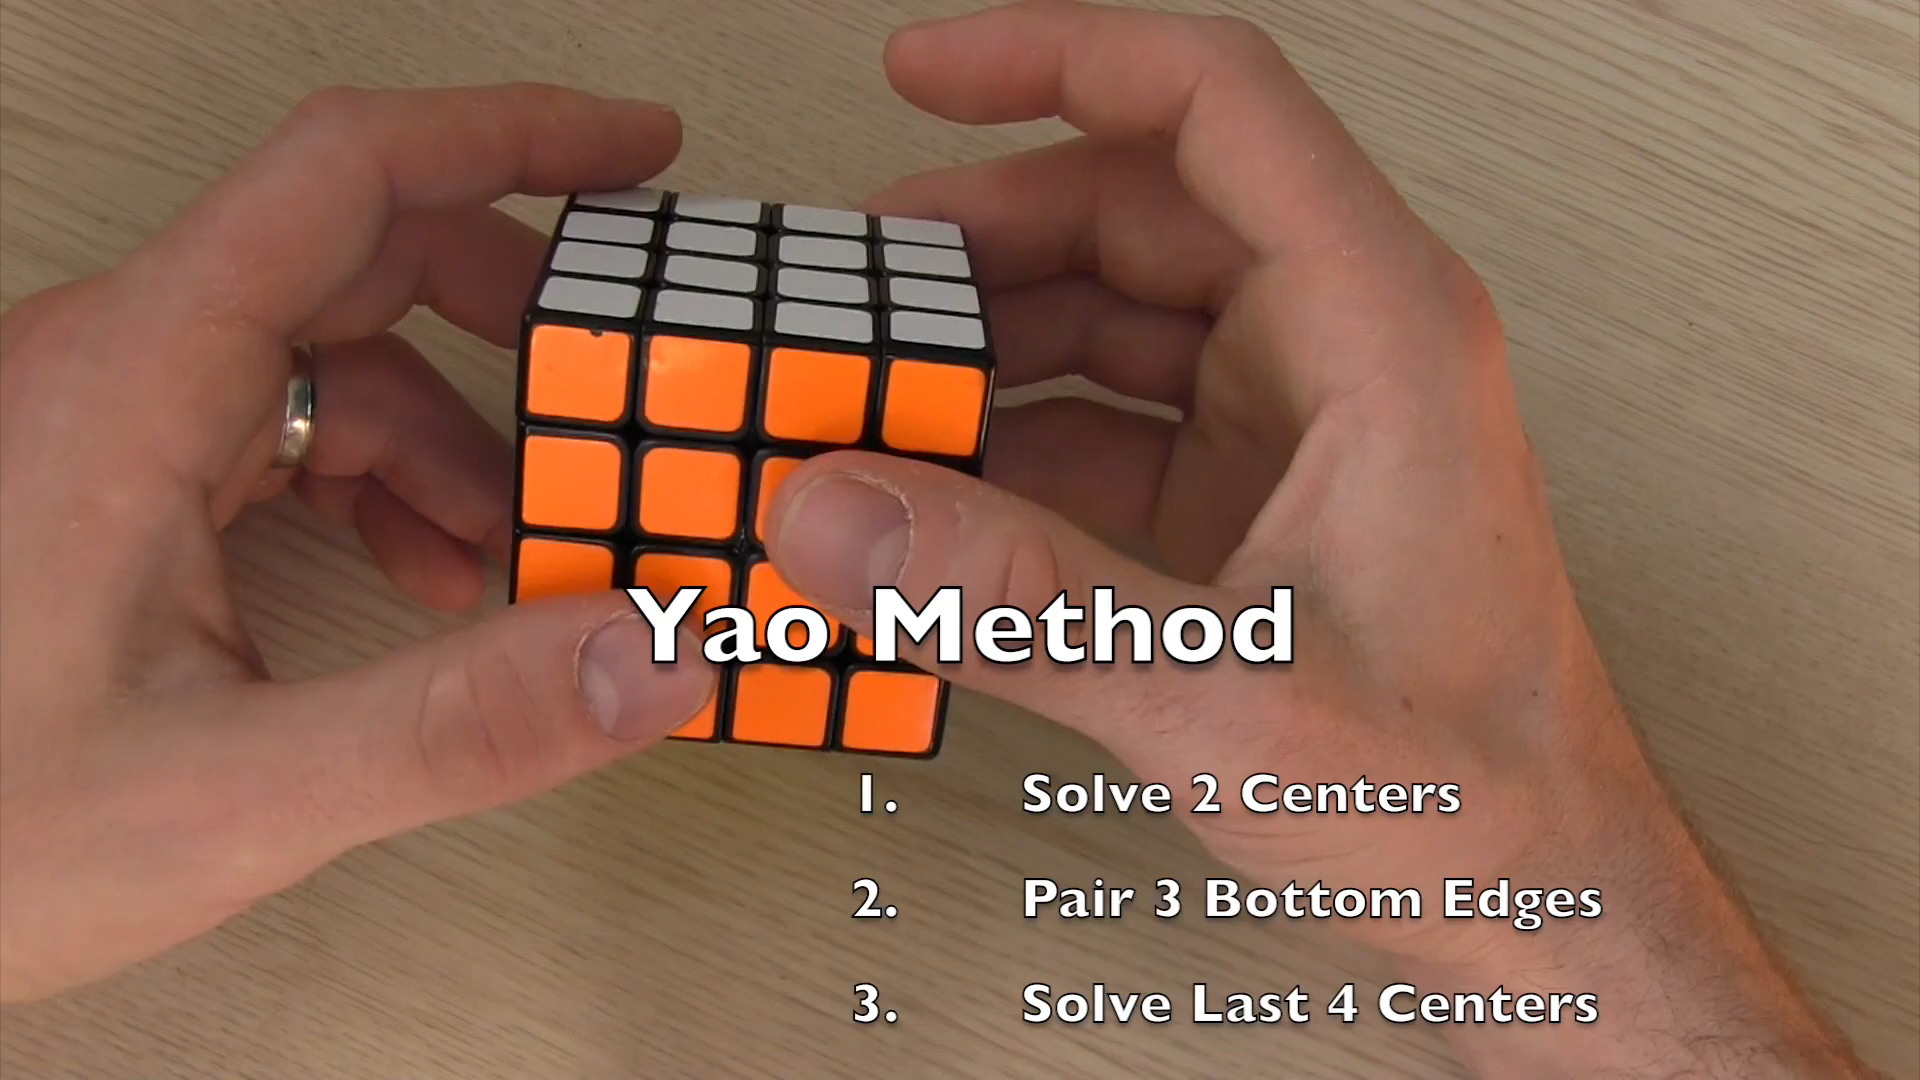 Yao Method
1. Solve 2 Centers
2. Pair 3 Bottom Edges
3. Solve Last 4 Centers